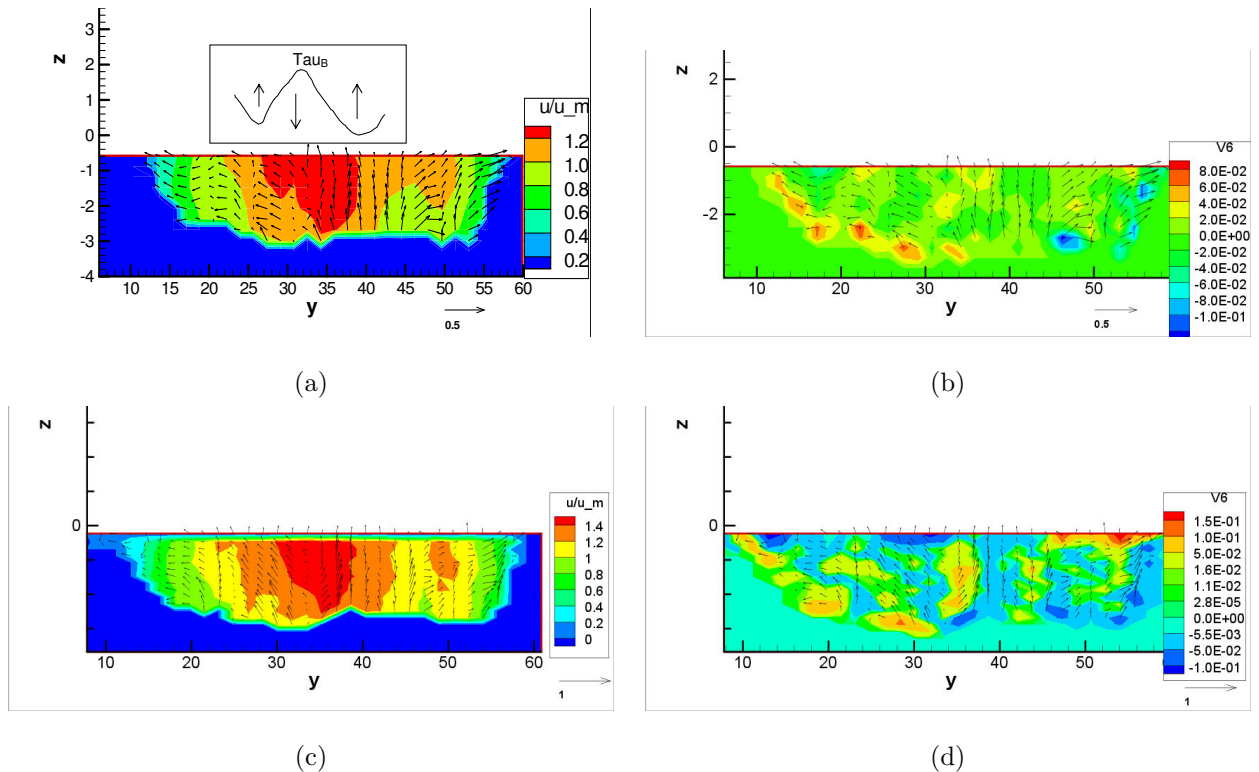 z
3
2
1
0
-1
-2
-3
-4
Tau_B
u/u_m
1.2
1.0
0.8
0.6
0.4
0.2
10 15 20 25 30 35 40 45 50 55 60
y
0.5
(a)
z
2
0
-2
V6
8.0E-02
6.0E-02
4.0E-02
2.0E-02
0.0E+00
-2.0E-02
-4.0E-02
-6.0E-02
-8.0E-02
-1.0E-01
10 20 30 40 50
y
0.5
(b)
z
0
u/u_m
1.4
1.2
1
0.8
0.6
0.4
0.2
0
10 20 30 40 50 60
y
1
(c)
z
0
V6
1.5E-01
1.0E-01
5.0E-02
1.6E-02
1.1E-02
2.8E-05
0.0E+00
-5.5E-03
-5.0E-02
-1.0E-01
10 20 30 40 50
y
1
(d)